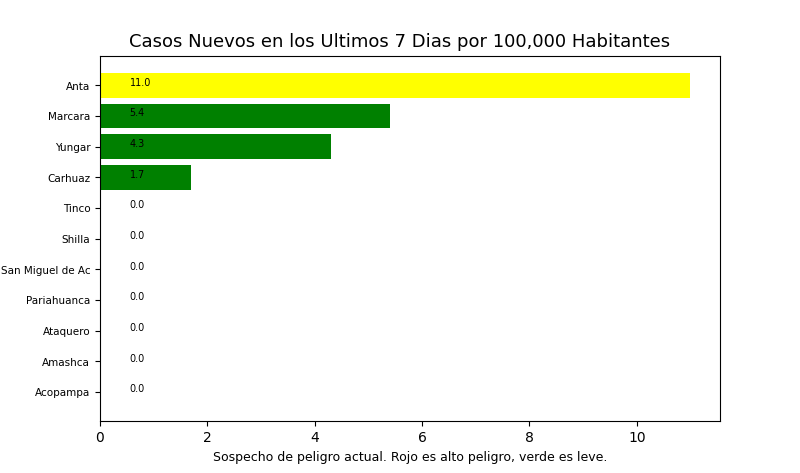 Casos Nuevos en los Ultimos 7 Dias por 100,000 Habitantes
Anta 11.0
Marcara 5.4
Yungar 4.3
Carhuaz 1.7
Tinco 0.0
Shilla 0.0
San Miguel de Ac 0.0
Pariahuanca 0.0
Ataquero 0.0
Amashca 0.0
Acopampa 0.0
0 2 4 6 8 10
Sospecho de peligro actual. Rojo es alto peligro, verde es leve.